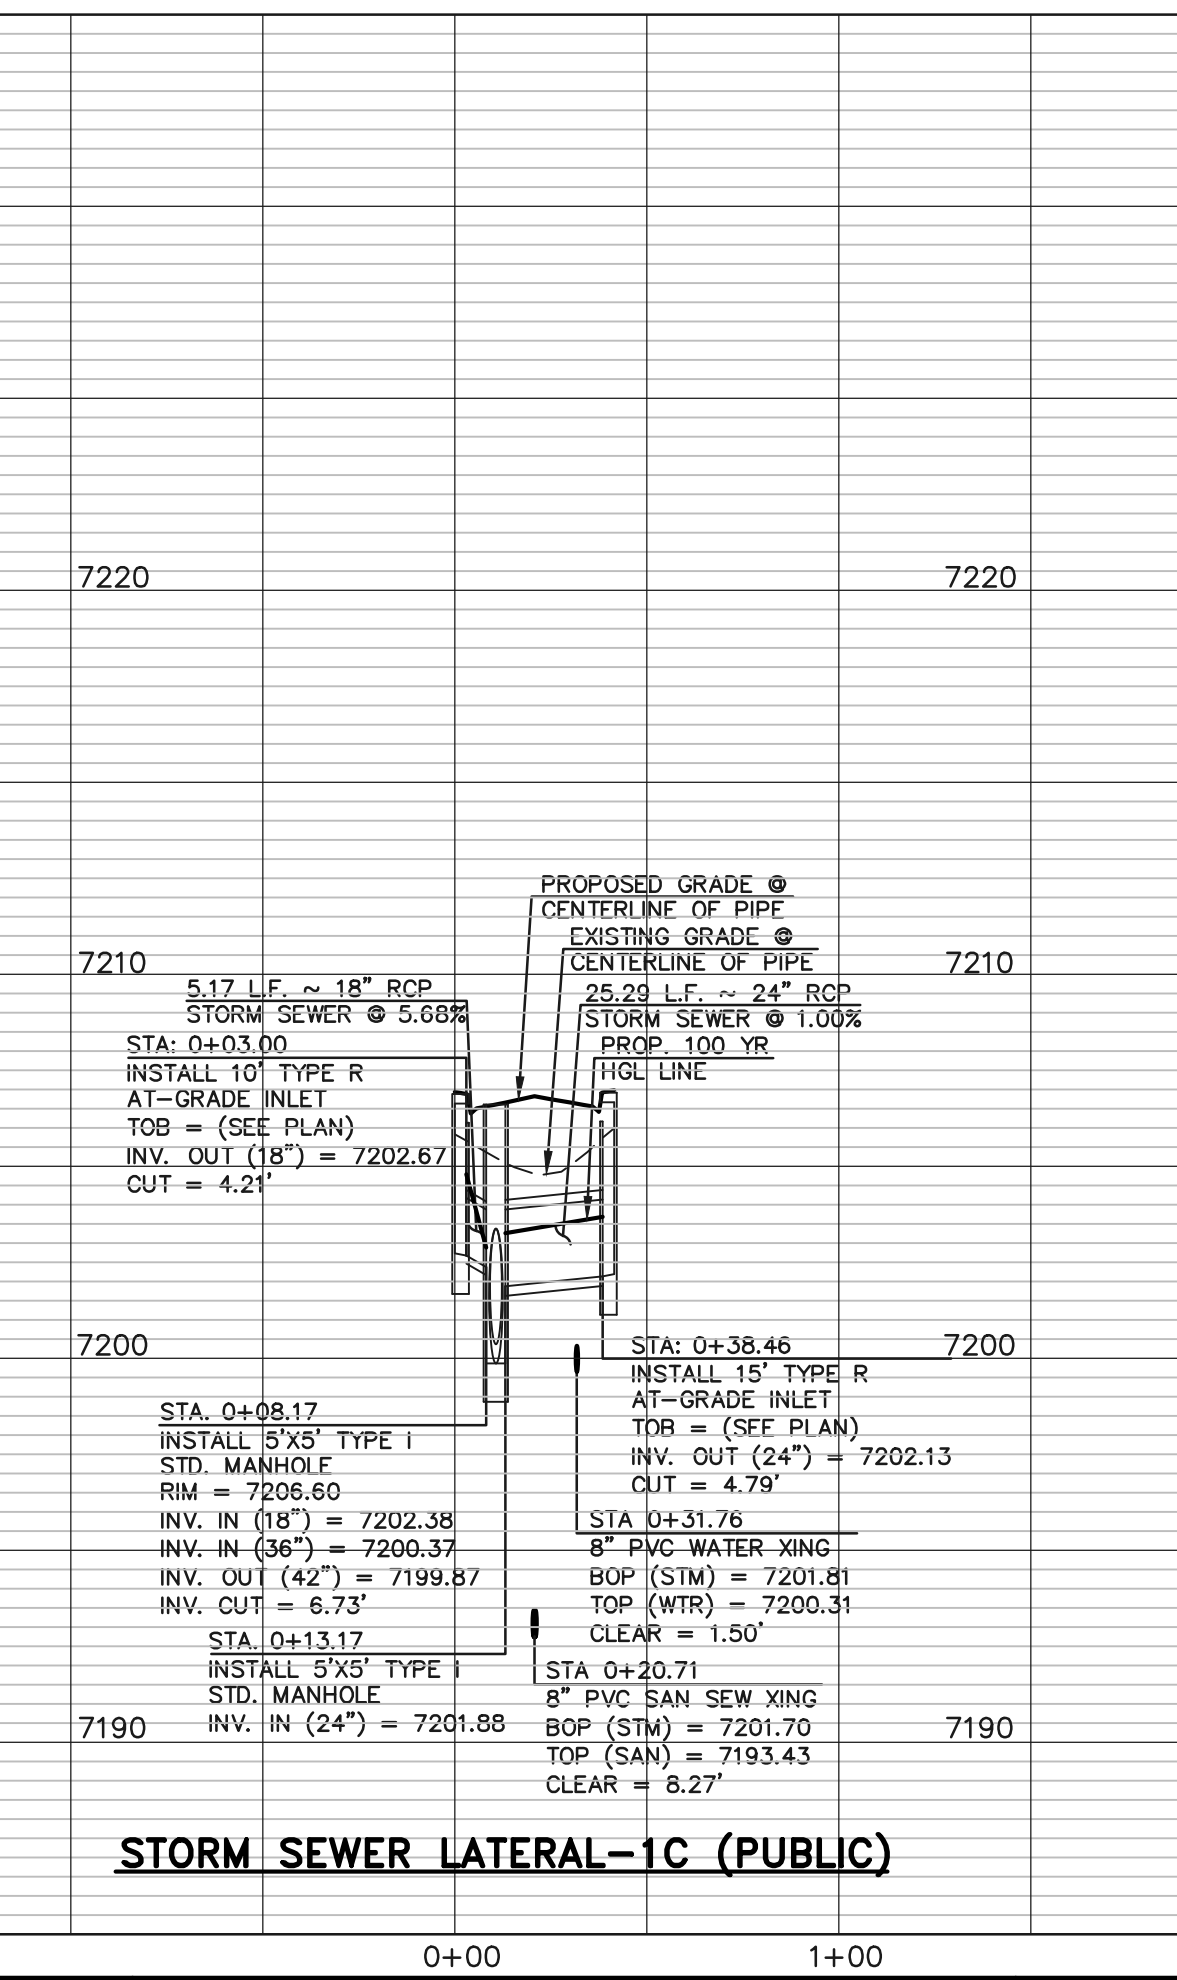 7220
7220
PROPOSED GRADE @
CENTERLINE OF PIPE
EXISTING GRADE @
CENTERLINE OF PIPE
7210
7210
5.17 L.F. ~ 18" RCP
STORM SEWER @ 5.68%
25.29 L.F. ~ 24" RCP
STORM SEWER @ 1.00%
STA: 0+03.00
INSTALL 10' TYPE R
AT-GRADE INLET
TOB = (SEE PLAN)
INV. OUT (18") = 7202.67
CUT = 4.21'
PROP. 100 YR
HGL LINE
7200
7200
STA: 0+38.46
INSTALL 15' TYPE R
AT-GRADE INLET
TOB = (SEE PLAN)
INV. OUT (24") = 7202.13
CUT = 4.79'
STA. 0+08.17
INSTALL 5'X5' TYPE I
STD. MANHOLE
RIM = 7206.60
INV. IN (18") = 7202.38
INV. IN (36") = 7200.37
INV. OUT (42") = 7199.87
INV. CUT = 6.73'
STA 0+31.76
8" PVC WATER XING
BOP (STM) = 7201.81
TOP (WTR) = 7200.31
CLEAR = 1.50'
STA. 0+13.17
INSTALL 5'X5' TYPE I
STD. MANHOLE
INV. IN (24") = 7201.88
STA 0+20.71
8" PVC SAN SEW XING
BOP (STM) = 7201.70
TOP (SAN) = 7193.43
CLEAR = 8.27'
7190
7190
STORM SEWER LATERAL-1C (PUBLIC)
0+00
1+00